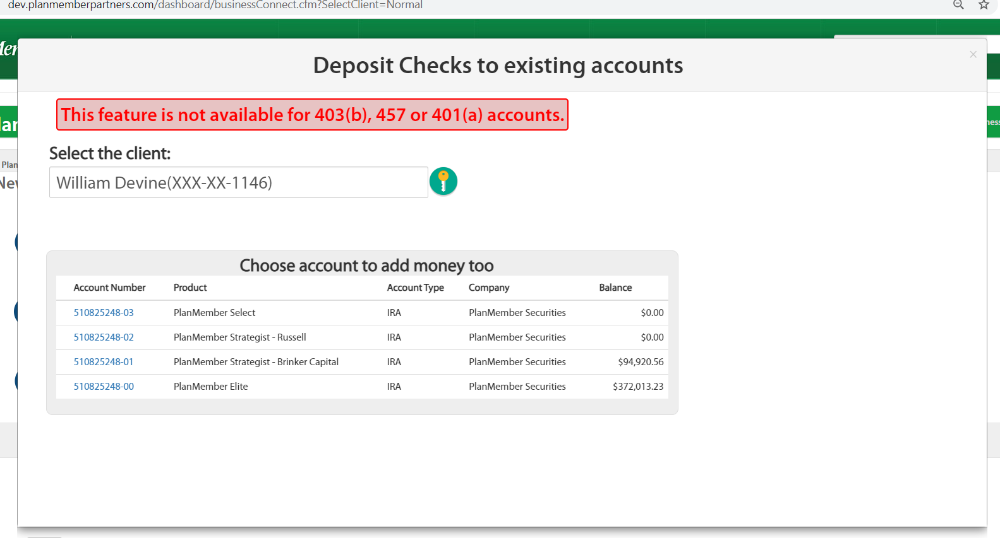 dev.planmemberpartners.com/dashboard/businessConnect.cfm?SelectClient=Normal
Deposit Checks to existing accounts
×
This feature is not available for 403(b), 457 or 401(a) accounts.
Select the client:
Plan
William Devine(XXX-XX-1146)
Choose account to add money too
Account Number Product Account Type Company Balance
510825248-03 PlanMember Select IRA PlanMember Securities $0.00
510825248-02 PlanMember Strategist - Russell IRA PlanMember Securities $0.00
510825248-01 PlanMember Strategist - Brinker Capital IRA PlanMember Securities $94,920.56
510825248-00 PlanMember Elite IRA PlanMember Securities $372,013.23